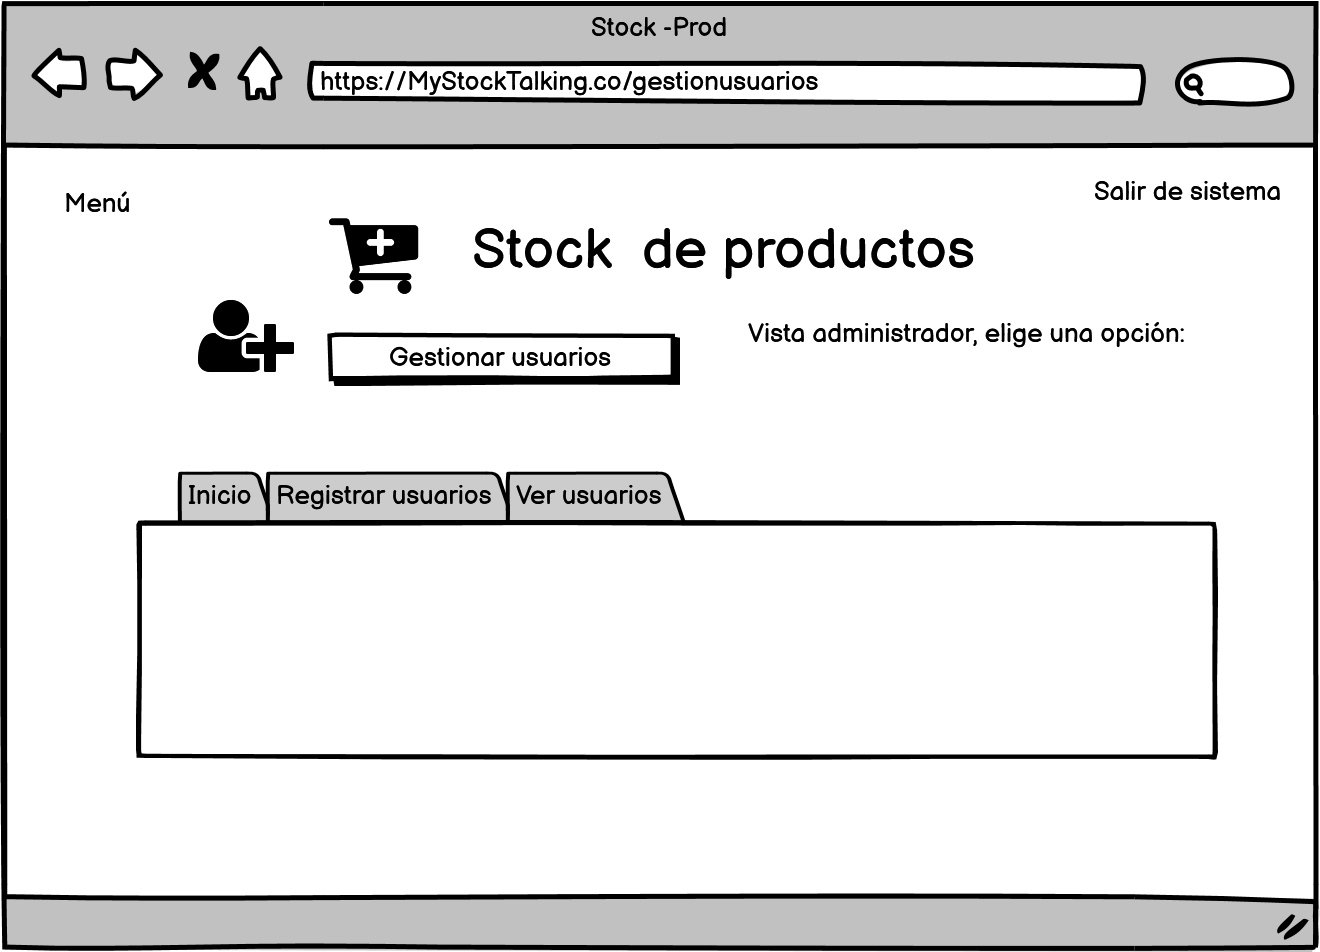 Stock -Prod
https://MyStockTalking.co/gestionusuarios
Menú
Salir de sistema
Stock  de productos
Gestionar usuarios
Vista administrador, elige una opción:
Inicio
Registrar usuarios
Ver usuarios